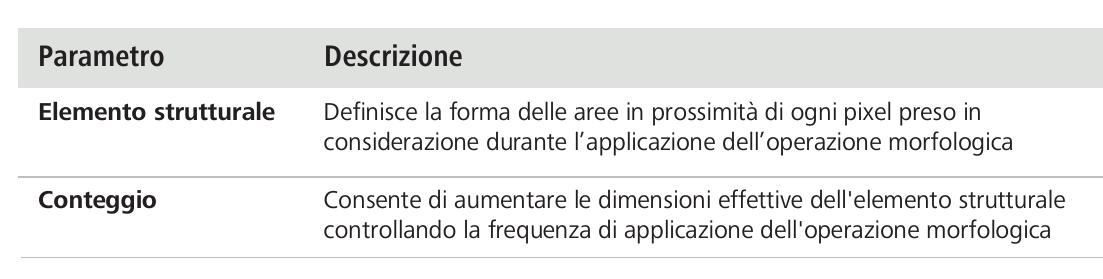 Parametro Descrizione
Elemento strutturale Definisce la forma delle aree in prossimità di ogni pixel preso in
considerazione durante l’applicazione dell’operazione morfologica
Conteggio Consente di aumentare le dimensioni effettive dell'elemento strutturale
controllando la frequenza di applicazione dell'operazione morfologica